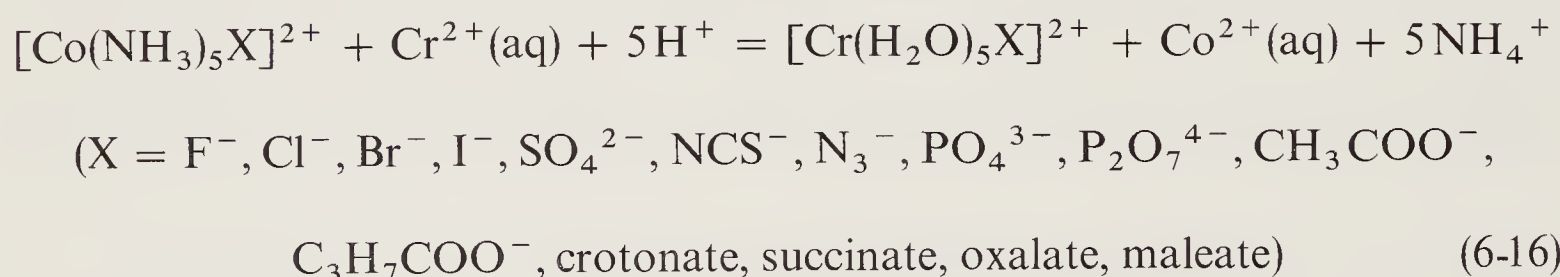 [Co(NH₃)₅X]²⁺ + Cr²⁺(aq) + 5H⁺ = [Cr(H₂O)₅X]²⁺ + Co²⁺(aq) + 5NH₄⁺
(X = F⁻, Cl⁻, Br⁻, I⁻, SO₄²⁻, NCS⁻, N₃⁻, PO₄³⁻, P₂O₇⁴⁻, CH₃COO⁻,
C₃H₇COO⁻, crotonate, succinate, oxalate, maleate) (6-16)